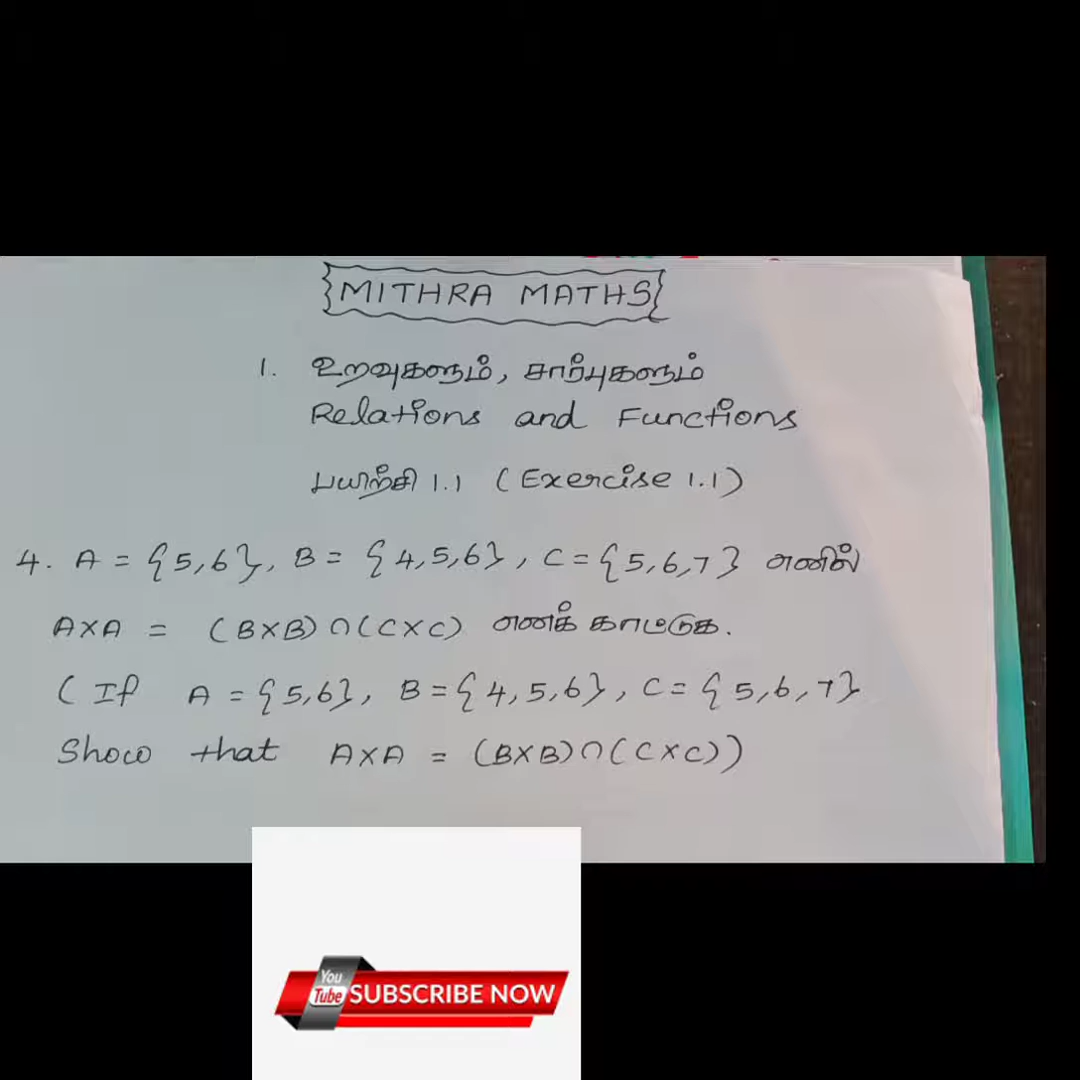 MITHRA MATHS
1. உறவுகளும், சார்புகளும்
Relations and Functions
பயிற்சி 1.1 (Exercise 1.1)
4. A = {5,6}, B = {4,5,6}, C = {5,6,7} எனில்
A×A = (B×B)∩(C×C) எனக் காட்டுக.
(If A = {5,6}, B = {4,5,6}, C = {5,6,7}
Show that A×A = (B×B)∩(C×C))
You
Tube SUBSCRIBE NOW